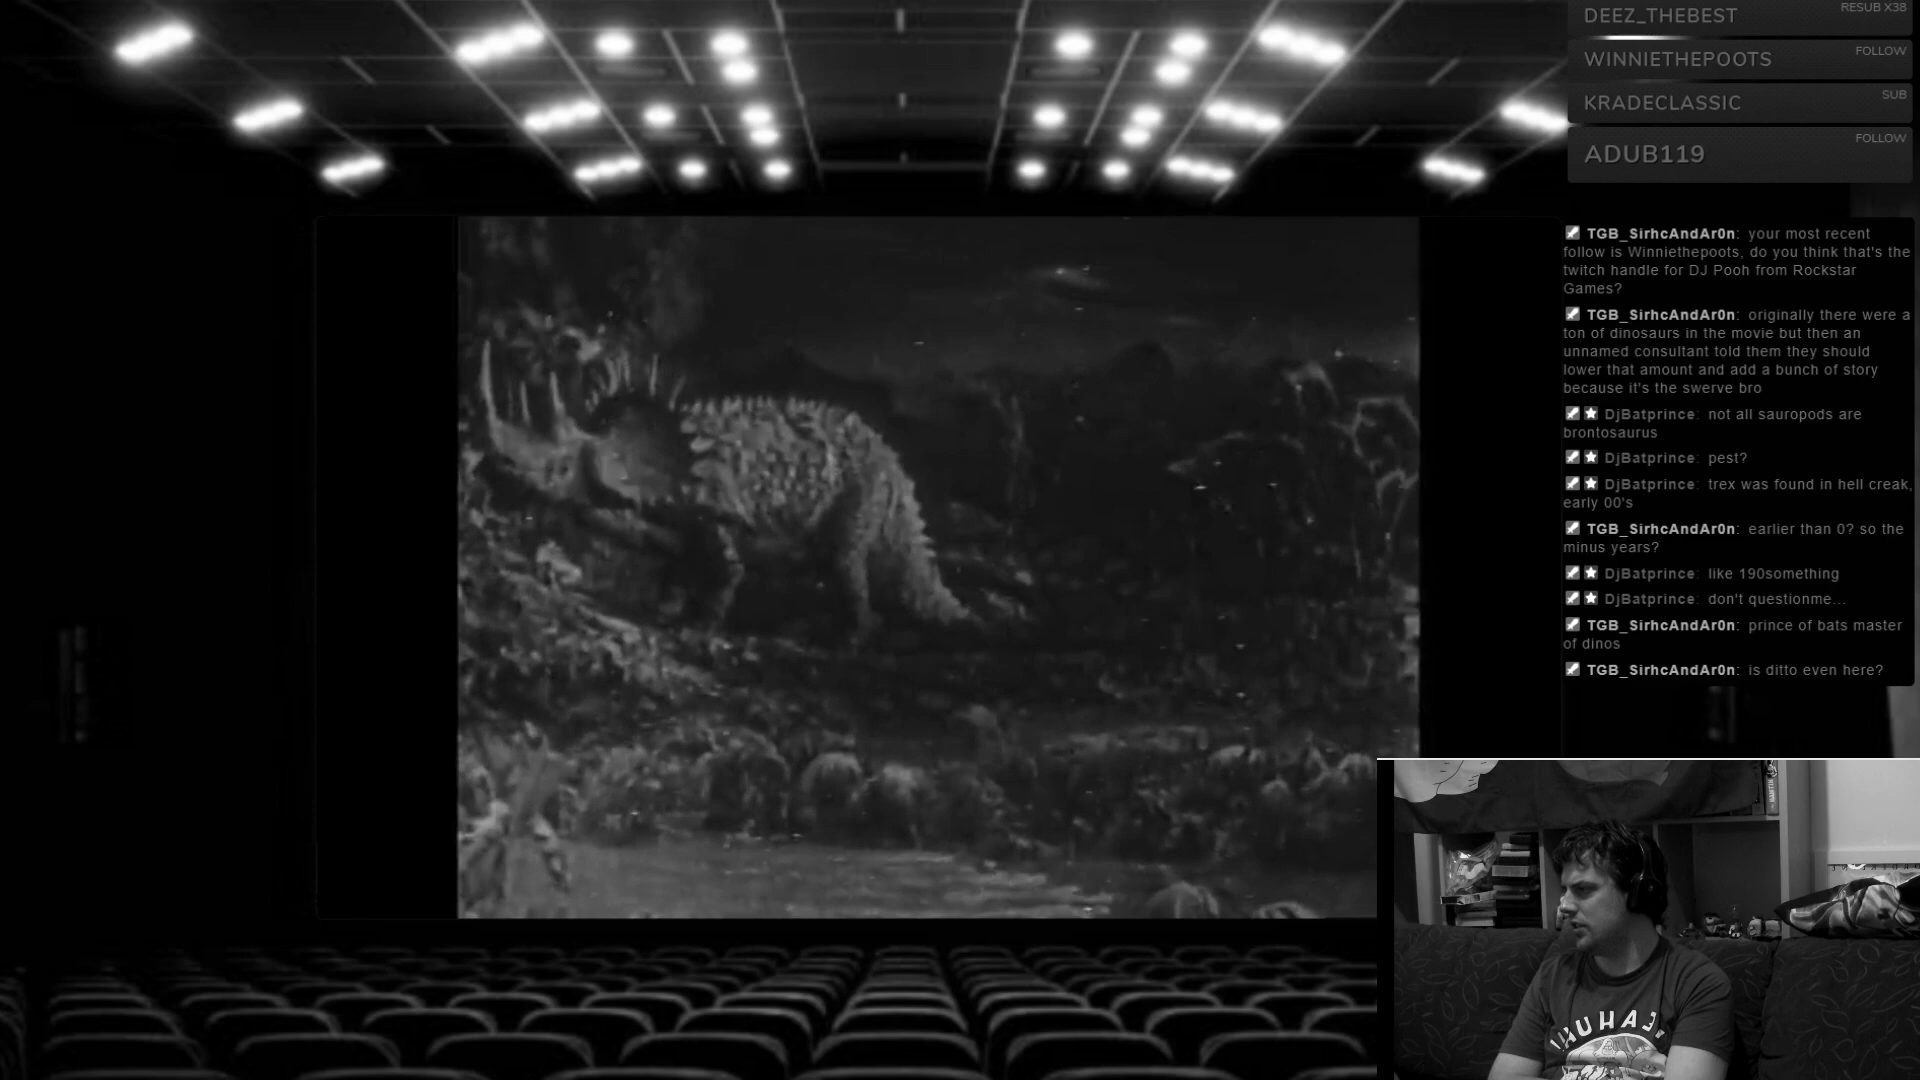 DEEZ_THEBEST
RESUB X38
WINNIETHEPOOTS
FOLLOW
KRADECLASSIC
SUB
ADUB119
FOLLOW
TGB_SirhcAndAr0n: your most recent
follow is Winniethepoots, do you think that's the
twitch handle for DJ Pooh from Rockstar
Games?
TGB_SirhcAndAr0n: originally there were a
ton of dinosaurs in the movie but then an
unnamed consultant told them they should
lower that amount and add a bunch of story
because it's the swerve bro
DjBatprince: not all sauropods are
brontosaurus
DjBatprince: pest?
DjBatprince: trex was found in hell creak,
early 00's
TGB_SirhcAndAr0n: earlier than 0? so the
minus years?
DjBatprince: like 190something
DjBatprince: don't questionme...
TGB_SirhcAndAr0n: prince of bats master
of dinos
TGB_SirhcAndAr0n: is ditto even here?